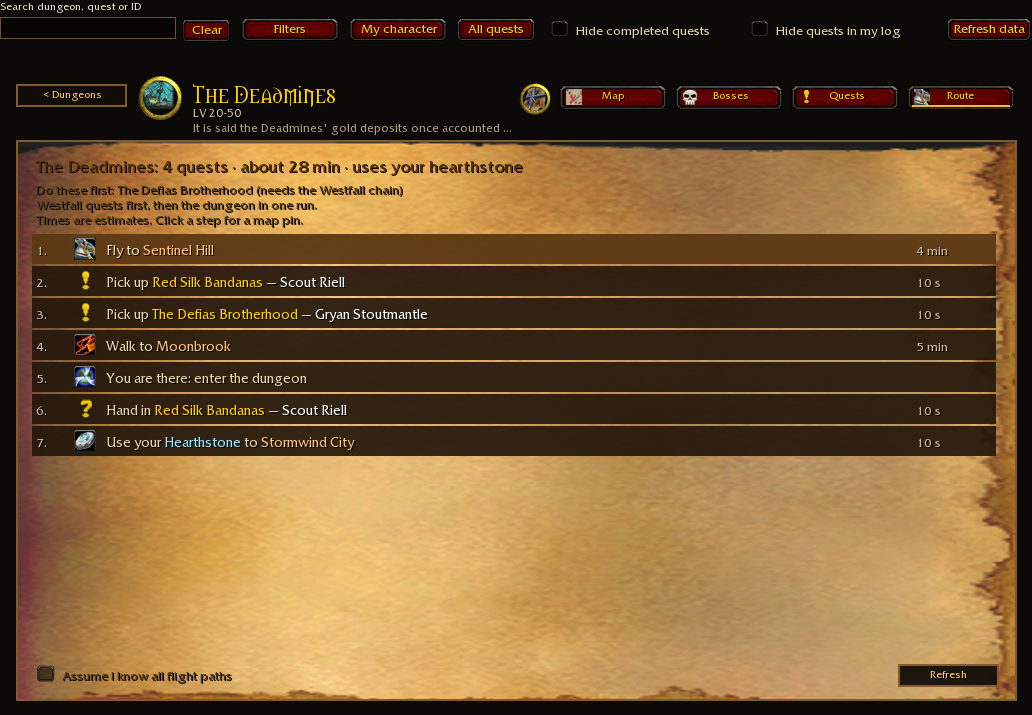 Search dungeon, quest or ID
Clear
Filters
My character
All quests
Hide completed quests
Hide quests in my log
Refresh data
< Dungeons
The Deadmines
LV 20-50
It is said the Deadmines' gold deposits once accounted ...
Map
Bosses
Quests
Route
The Deadmines: 4 quests · about 28 min · uses your hearthstone
Do these first: The Defias Brotherhood (needs the Westfall chain)
Westfall quests first, then the dungeon in one run.
Times are estimates. Click a step for a map pin.
1. Fly to Sentinel Hill 4 min
2. Pick up Red Silk Bandanas — Scout Riell 10 s
3. Pick up The Defias Brotherhood — Gryan Stoutmantle 10 s
4. Walk to Moonbrook 5 min
5. You are there: enter the dungeon
6. Hand in Red Silk Bandanas — Scout Riell 10 s
7. Use your Hearthstone to Stormwind City 10 s
Assume I know all flight paths
Refresh